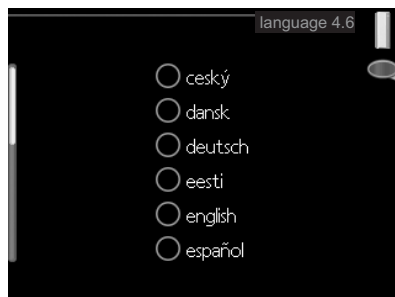 language 4.6
ceský
dansk
deutsch
eesti
english
español